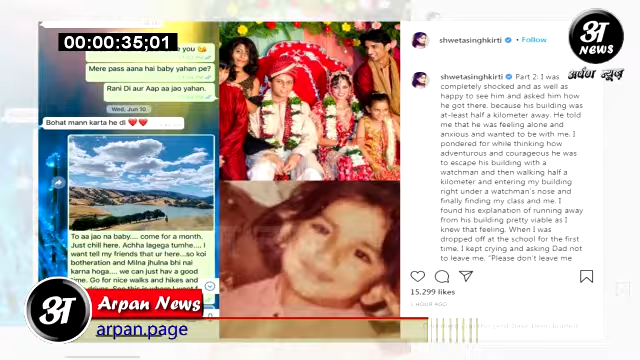 00:00:35;01
e you 😘
Mere pass aana hai baby yahan pe?
Rani Di aur Aap aa jao yahan.
Wed, Jun 10
Bohat mann karta he di ❤️❤️
To aa jao na baby.... come for a month.
Just chill here. Achha lagega tumhe.... I
want tell my friends that ur here...so koi
botheration and Milna jhulna bhi nai
karna hoga.... we can just hav a good
time. Go for nice walks and hikes and
shwetasinghkirti • Follow
shwetasinghkirti Part 2: I was
completely shocked and as well as
happy to see him and asked him how
he got there. because his building was
at-least half a kilometer away. He told
me that he was feeling alone and
anxious and wanted to be with me. I
pondered for while thinking how
adventurous and courageous he was
to escape his building with a
watchman and then walking half a
kilometer and entering my building
right under a watchman's nose and
finally finding my class and me. I
found his explanation of running away
from his building pretty viable as I
knew that feeling. When I was
dropped off at the school for the first
time, I kept crying and asking Dad not
to leave me. "Please don't leave me
15,299 likes
1 HOUR AGO
अ
NEWS
अर्पण न्यूज़
अ
NEWS
Arpan News
arpan.page